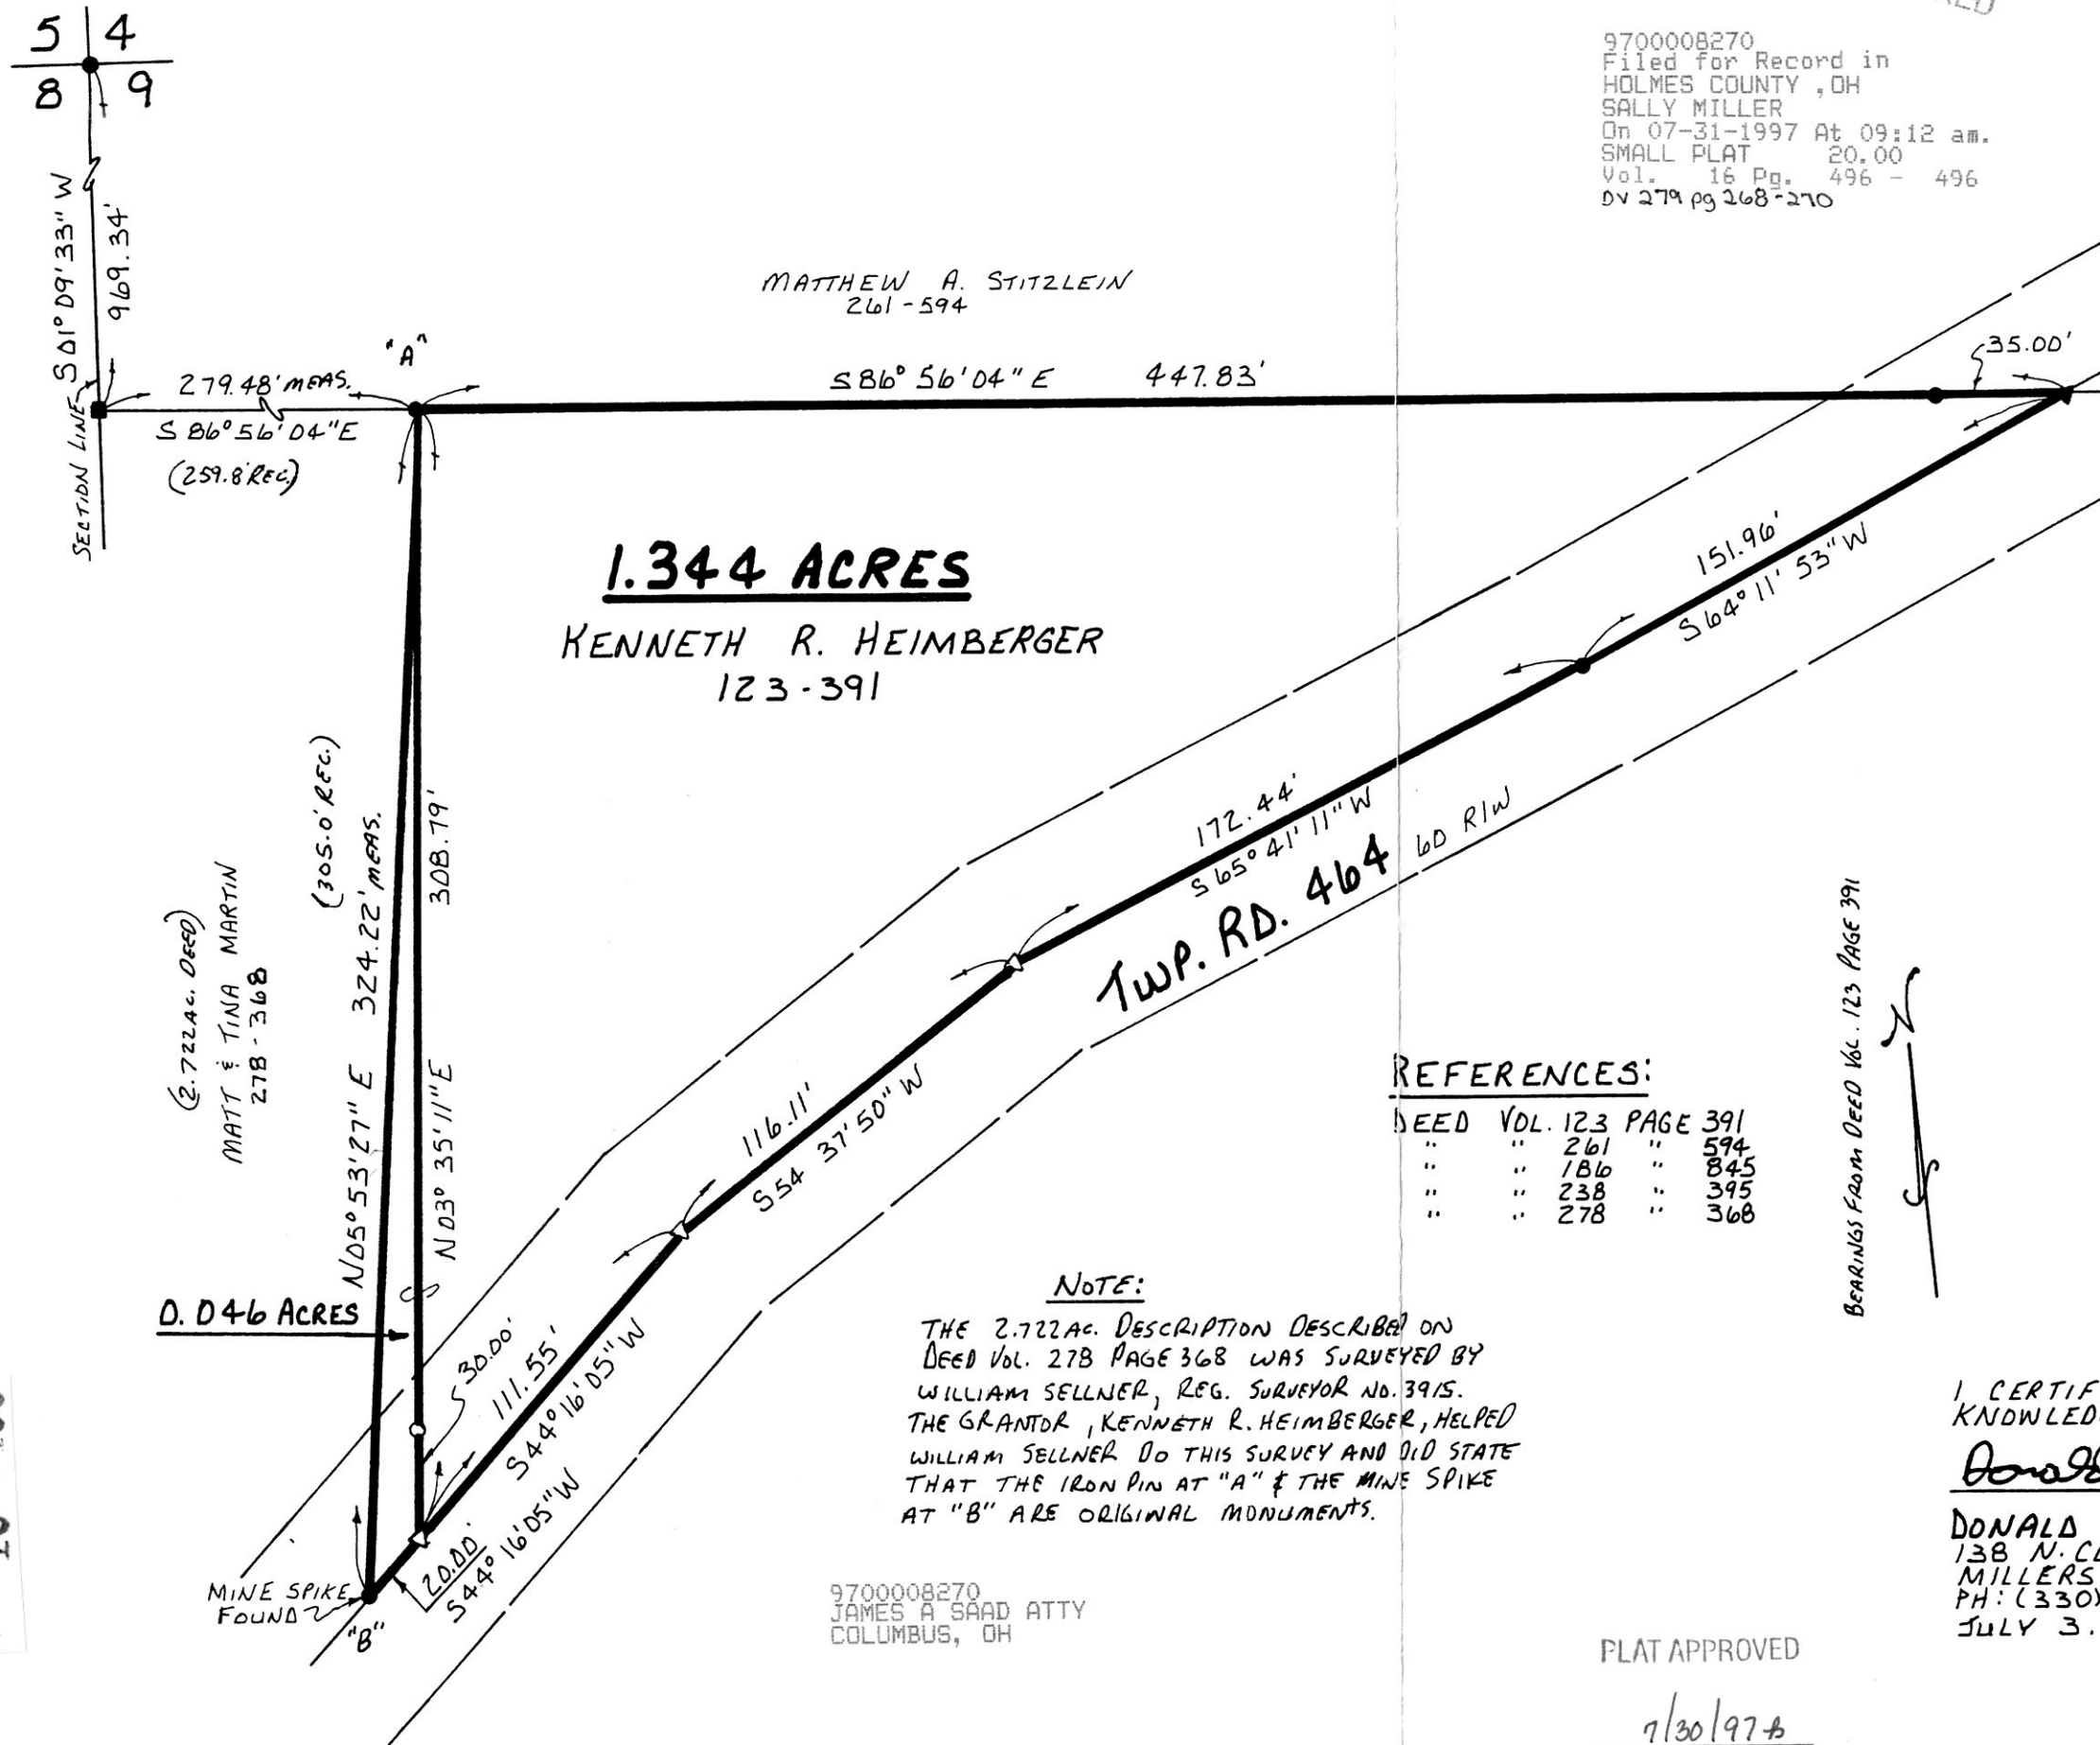 5 4
8 9
9700008270
Filed for Record in
HOLMES COUNTY , OH
SALLY MILLER
On 07-31-1997 At 09:12 am.
SMALL PLAT 20.00
Vol. 16 Pg. 496 - 496
DV 279 pg 268-270
S 01° 09' 33" W
969.34'
SECTION LINE
MATTHEW A. STITZLEIN
261-594
"A"
279.48' MEAS.
S 86° 56' 04" E
(259.8' REC.)
S 86° 56' 04" E 447.83'
35.00'
1.344 ACRES
KENNETH R. HEIMBERGER
123-391
151.96'
S 64° 11' 53" W
172.44'
S 65° 41' 11" W
TWP. RD. 464 60 R/W
(305.0' REC.)
N 05° 53' 27" E 324.22' MEAS.
308.79'
N 03° 35' 11" E
(2.722 AC. DEED)
MATT & TINA MARTIN
278-368
116.11'
S 54 37' 50" W
0.046 ACRES
30.00'
111.55'
S 44° 16' 05" W
20.00'
S 44° 16' 05" W
MINE SPIKE
FOUND
"B"
REFERENCES:
DEED VOL. 123 PAGE 391
" " 261 " 594
" " 186 " 845
" " 238 " 395
" " 278 " 368
BEARINGS FROM DEED VOL. 123 PAGE 391
N
S
NOTE:
THE 2.722 AC. DESCRIPTION DESCRIBED ON
DEED VOL. 278 PAGE 368 WAS SURVEYED BY
WILLIAM SELLNER, REG. SURVEYOR NO. 3915.
THE GRANTOR, KENNETH R. HEIMBERGER, HELPED
WILLIAM SELLNER DO THIS SURVEY AND DID STATE
THAT THE IRON PIN AT "A" & THE MINE SPIKE
AT "B" ARE ORIGINAL MONUMENTS.
9700008270
JAMES A SAAD ATTY
COLUMBUS, OH
I CERTIF
KNOWLED
Donald
DONALD
138 N. CL
MILLERS
PH: (330)
JULY 3.
PLAT APPROVED
7/30/97